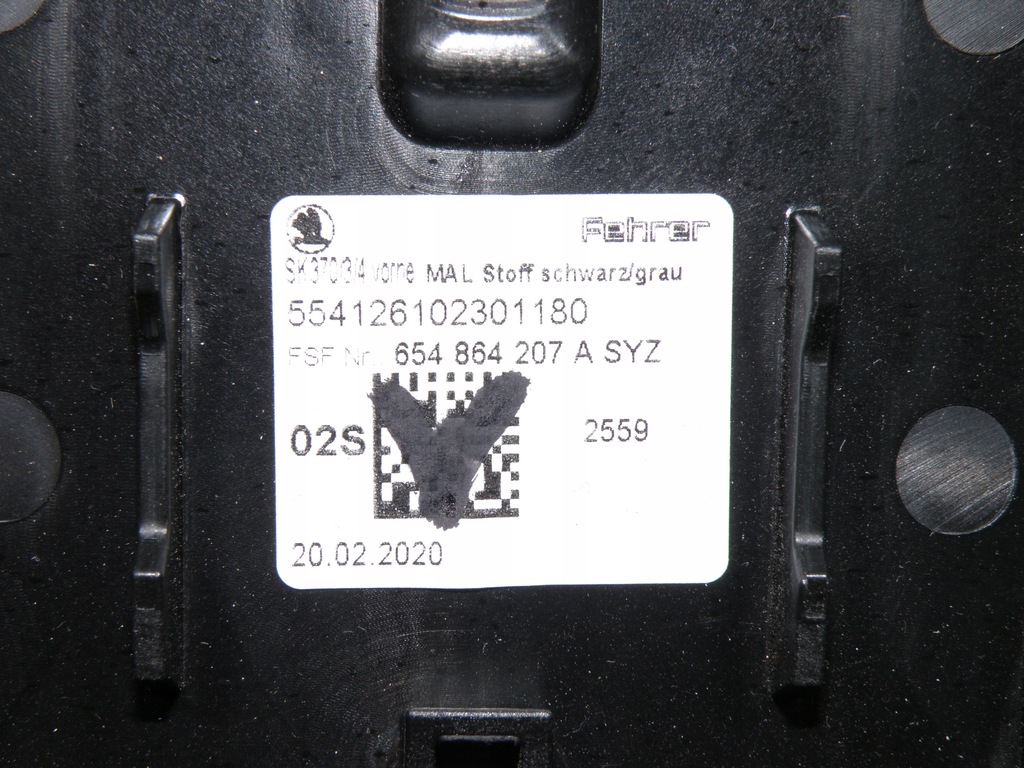 Fehrer
SK370/3/4 vorne MAL Stoff schwarz/grau
554126102301180
FSF Nr.: 654 864 207 A SYZ
02S
2559
20.02.2020